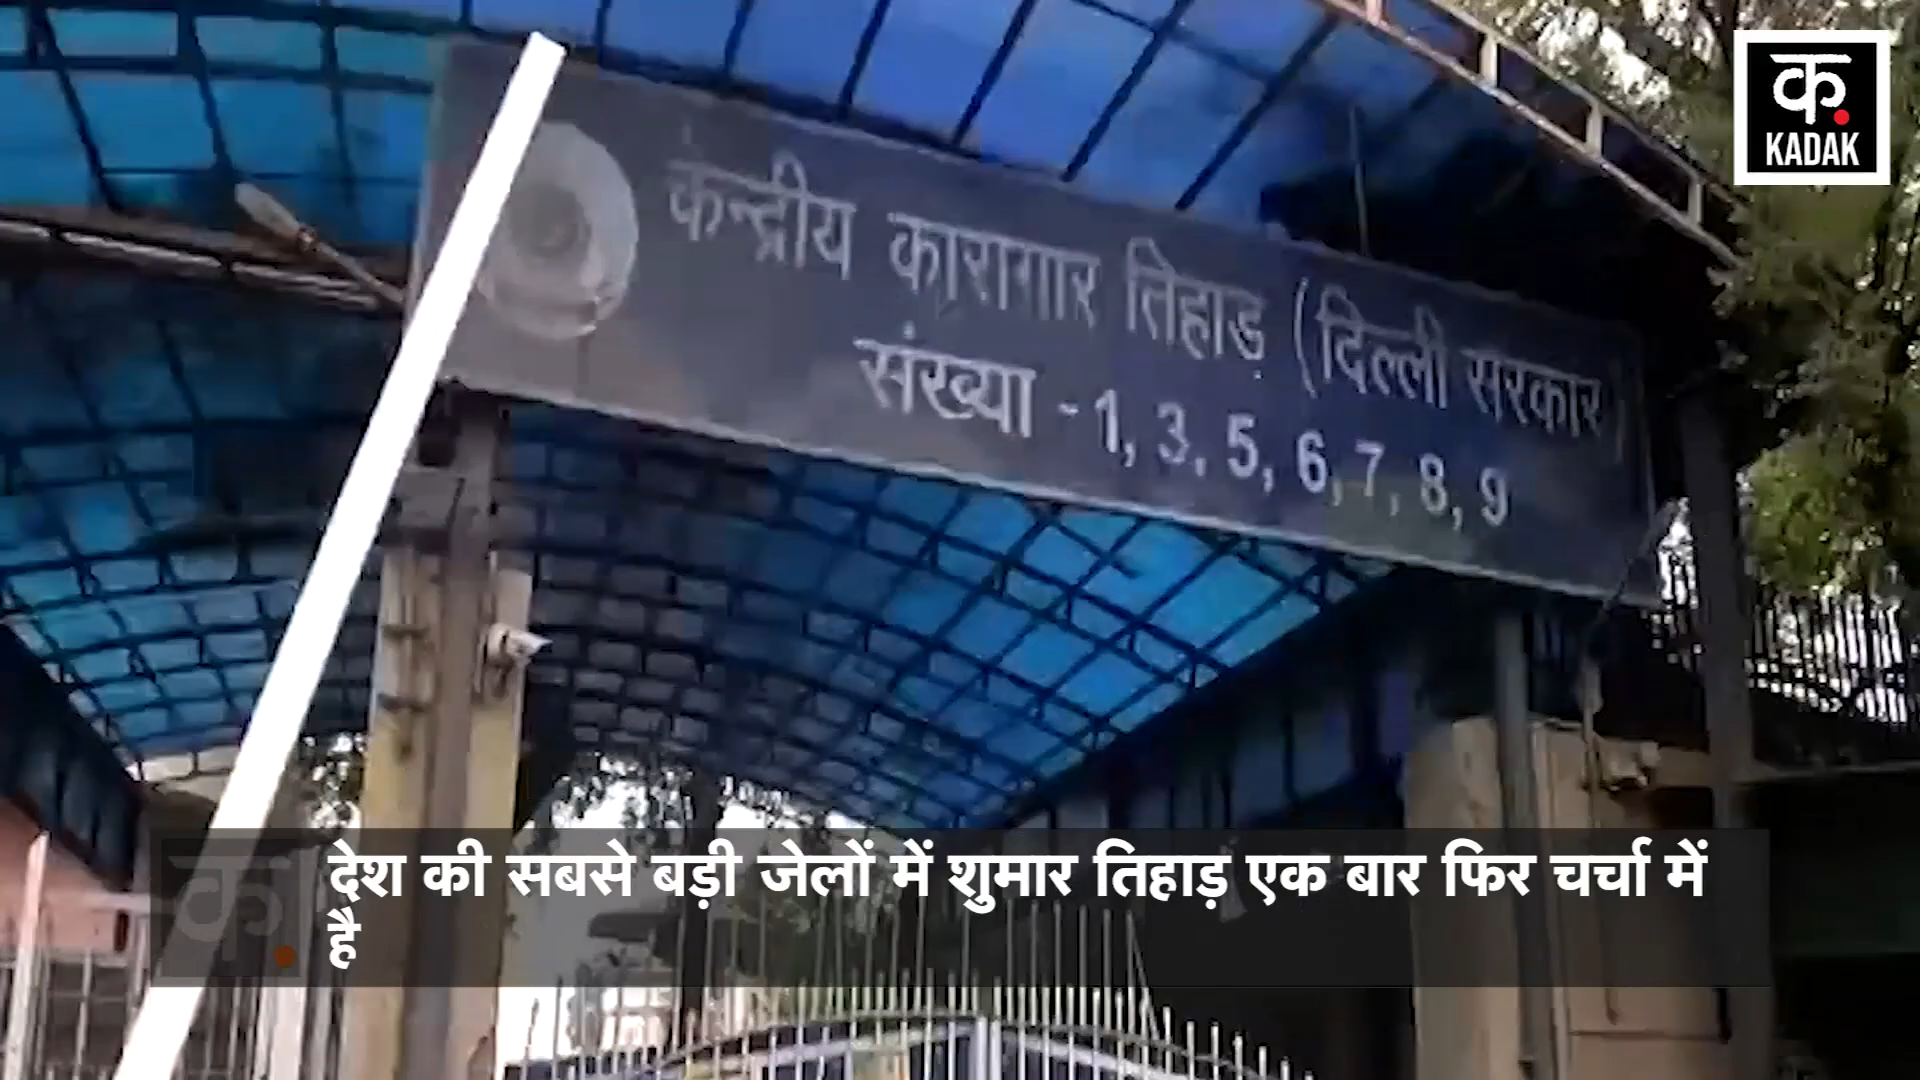 क.
KADAK
केन्द्रीय कारागार तिहाड़ (दिल्ली सरकार)
संख्या - 1, 3, 5, 6, 7, 8, 9
क.
देश की सबसे बड़ी जेलों में शुमार तिहाड़ एक बार फिर चर्चा में
है